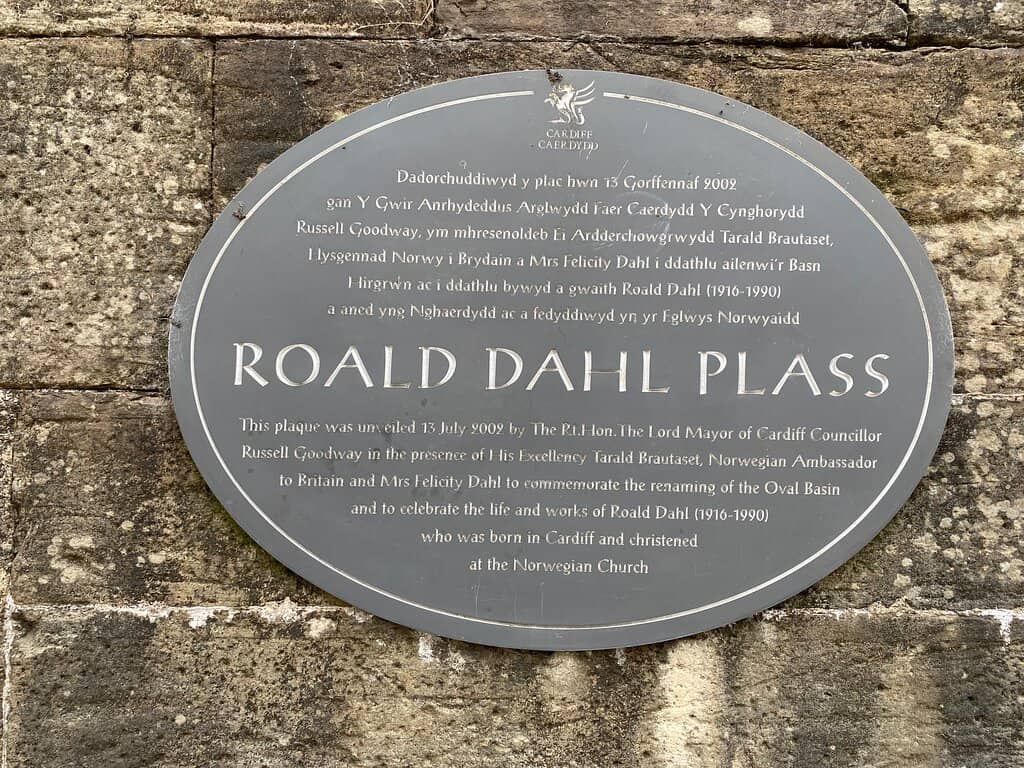 CARDIFF
CAERDYDD
Dadorchuddiwyd y plac hwn 13 Gorffennaf 2002
gan Y Gwir Anrhydeddus Arglwydd Faer Caerdydd Y Cynghorydd
Russell Goodway, ym mhresenoldeb Ei Ardderchowgrwydd Tarald Brautaset,
Llysgennad Norwy i Brydain a Mrs Felicity Dahl i ddathlu ailenwi'r Basn
Hirgrwn ac i ddathlu bywyd a gwaith Roald Dahl (1916-1990)
a aned yng Nghaerdydd ac a fedyddiwyd yn yr Eglwys Norwyaidd
ROALD DAHL PLASS
This plaque was unveiled 13 July 2002 by The Rt.Hon.The Lord Mayor of Cardiff Councillor
Russell Goodway in the presence of His Excellency Tarald Brautaset, Norwegian Ambassador
to Britain and Mrs Felicity Dahl to commemorate the renaming of the Oval Basin
and to celebrate the life and works of Roald Dahl (1916-1990)
who was born in Cardiff and christened
at the Norwegian Church